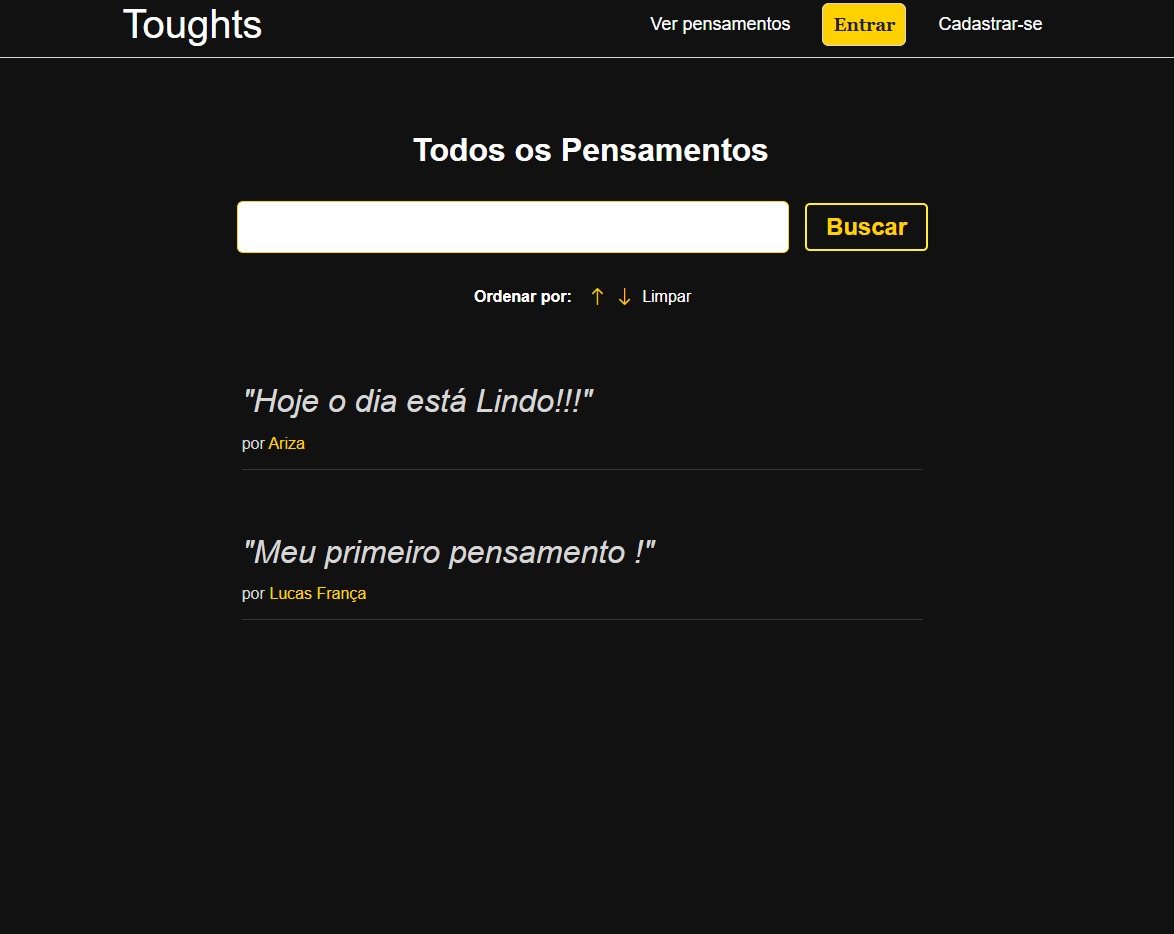 Toughts
Ver pensamentos Entrar Cadastrar-se
Todos os Pensamentos
Buscar
Ordenar por: ↑ ↓ Limpar
"Hoje o dia está Lindo!!!"
por Ariza
"Meu primeiro pensamento !"
por Lucas França